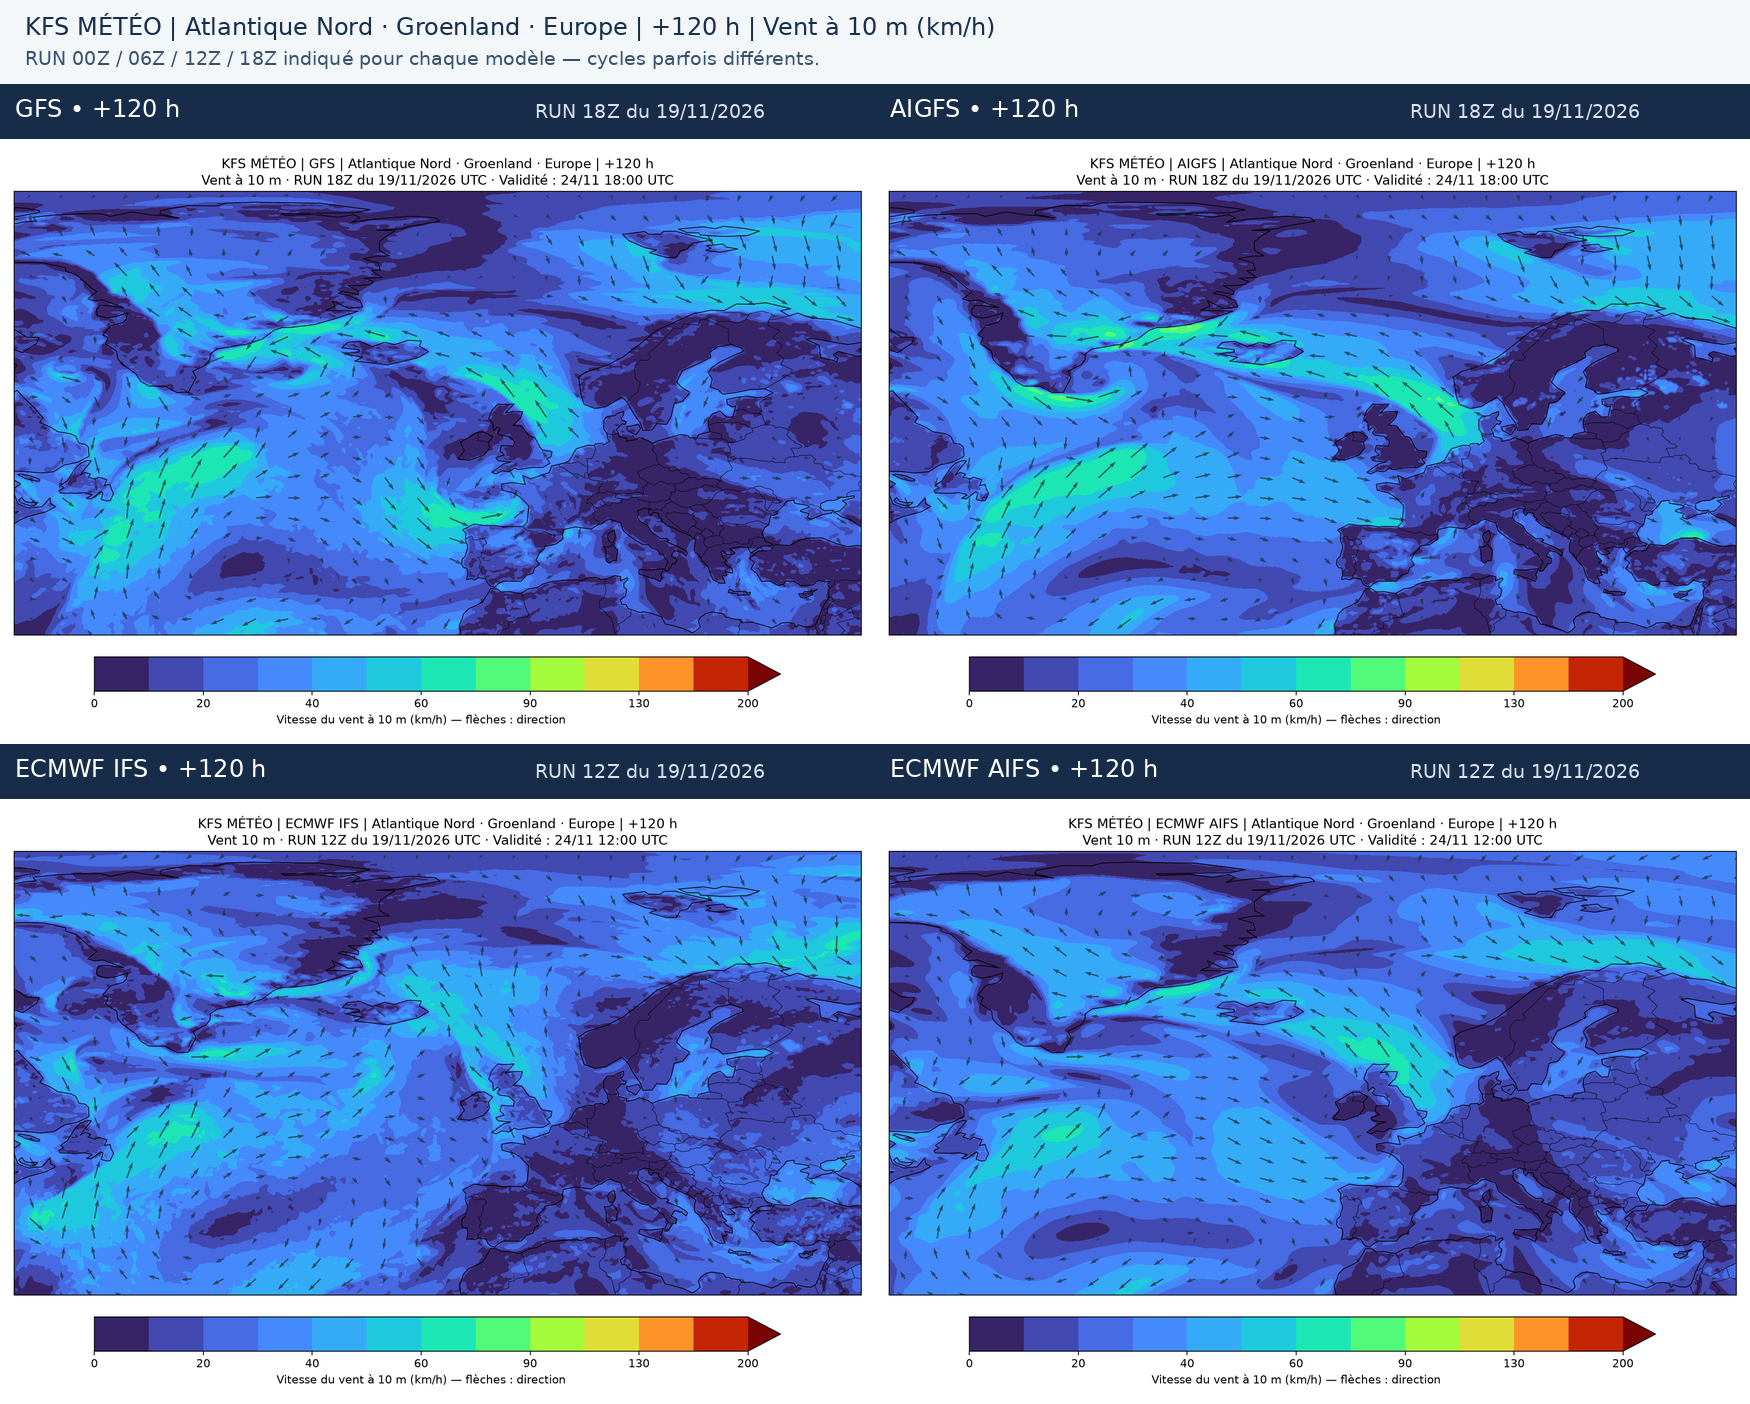 KFS MÉTÉO | Atlantique Nord · Groenland · Europe | +120 h | Vent à 10 m (km/h)
RUN 00Z / 06Z / 12Z / 18Z indiqué pour chaque modèle — cycles parfois différents.
GFS • +120 h
RUN 18Z du 19/11/2026
KFS MÉTÉO | GFS | Atlantique Nord · Groenland · Europe | +120 h
Vent à 10 m · RUN 18Z du 19/11/2026 UTC · Validité : 24/11 18:00 UTC
0 20 40 60 90 130 200
Vitesse du vent à 10 m (km/h) — flèches : direction
AIGFS • +120 h
RUN 18Z du 19/11/2026
KFS MÉTÉO | AIGFS | Atlantique Nord · Groenland · Europe | +120 h
Vent à 10 m · RUN 18Z du 19/11/2026 UTC · Validité : 24/11 18:00 UTC
0 20 40 60 90 130 200
Vitesse du vent à 10 m (km/h) — flèches : direction
ECMWF IFS • +120 h
RUN 12Z du 19/11/2026
KFS MÉTÉO | ECMWF IFS | Atlantique Nord · Groenland · Europe | +120 h
Vent 10 m · RUN 12Z du 19/11/2026 UTC · Validité : 24/11 12:00 UTC
0 20 40 60 90 130 200
Vitesse du vent à 10 m (km/h) — flèches : direction
ECMWF AIFS • +120 h
RUN 12Z du 19/11/2026
KFS MÉTÉO | ECMWF AIFS | Atlantique Nord · Groenland · Europe | +120 h
Vent 10 m · RUN 12Z du 19/11/2026 UTC · Validité : 24/11 12:00 UTC
0 20 40 60 90 130 200
Vitesse du vent à 10 m (km/h) — flèches : direction